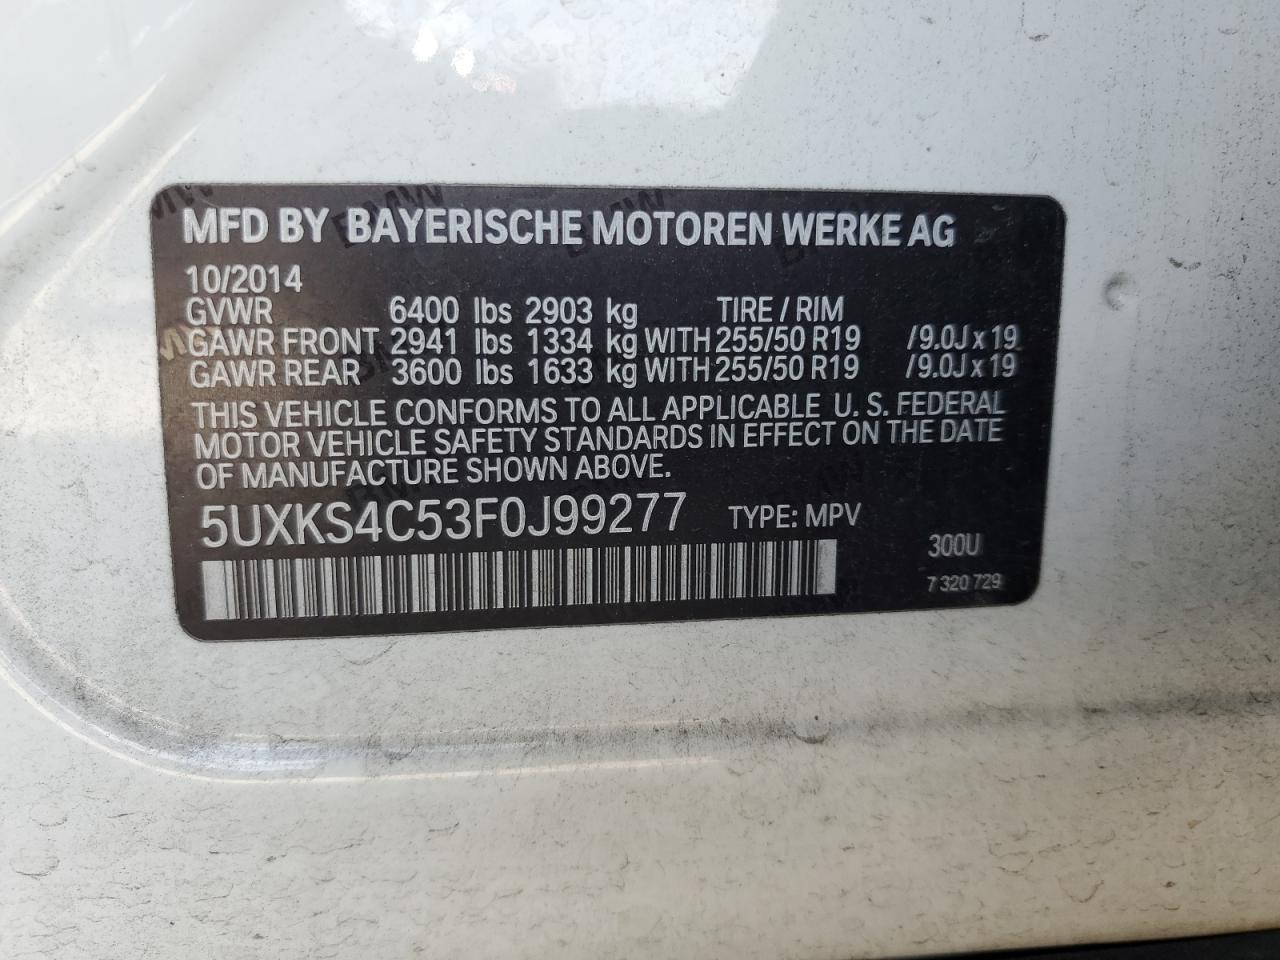 MFD BY BAYERISCHE MOTOREN WERKE AG
10/2014
GVWR 6400 lbs 2903 kg TIRE / RIM
GAWR FRONT 2941 lbs 1334 kg WITH 255/50 R19 /9.0J x 19
GAWR REAR 3600 lbs 1633 kg WITH 255/50 R19 /9.0J x 19
THIS VEHICLE CONFORMS TO ALL APPLICABLE U. S. FEDERAL
MOTOR VEHICLE SAFETY STANDARDS IN EFFECT ON THE DATE
OF MANUFACTURE SHOWN ABOVE.
5UXKS4C53F0J99277 TYPE: MPV
300U
7 320 729